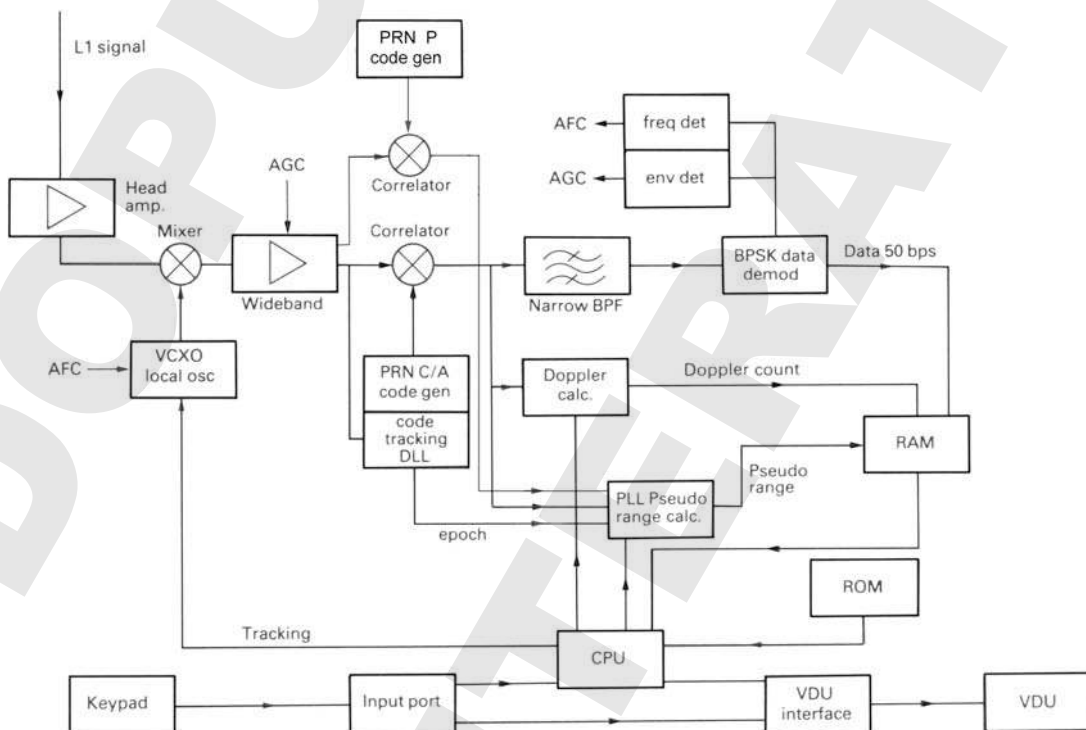 L1 signal
PRN P
code gen
AFC
freq det
AGC
env det
AGC
Correlator
Head
amp.
Mixer
Correlator
Wideband
Narrow BPF
BPSK data
demod
Data 50 bps
AFC
VCXO
local osc
PRN C/A
code gen
code
tracking
DLL
Doppler
calc.
Doppler count
RAM
Pseudo
range
PLL Pseudo
range calc.
epoch
ROM
Tracking
CPU
Keypad
Input port
VDU
interface
VDU